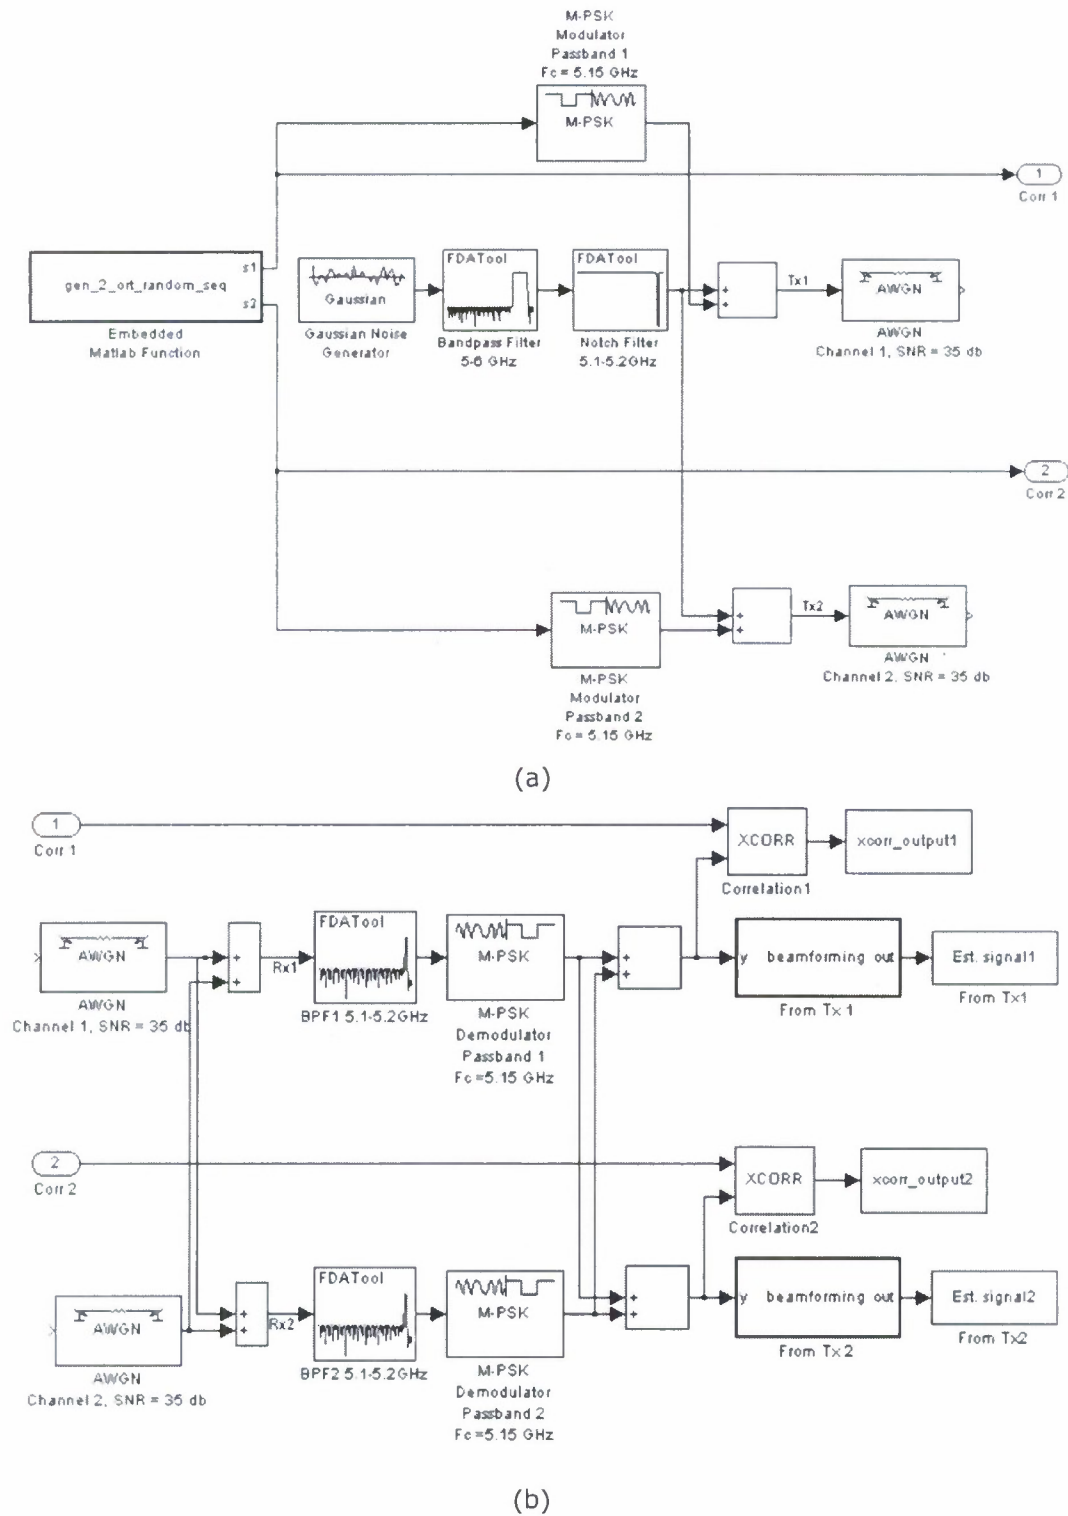 M-PSK
Modulator
Passband 1
Fc = 5.15 GHz
M-PSK
1
Corr 1
gen_2_ort_random_seq
s1
s2
Embedded
Matlab Function
Gaussian
Gaussian Noise
Generator
FDATool
Bandpass Filter
5-6 GHz
FDATool
Notch Filter
5.1-5.2GHz
+
+
Tx1
AWGN
AWGN
Channel 1, SNR = 35 db
2
Corr 2
M-PSK
M-PSK
Modulator
Passband 2
Fc = 5.15 GHz
+
+
Tx2
AWGN
AWGN
Channel 2, SNR = 35 db
(a)
1
Corr 1
XCORR
Correlation1
xcorr_output1
AWGN
AWGN
Channel 1, SNR = 35 db
+
+
Rx1
FDATool
BPF1 5.1-5.2GHz
M-PSK
M-PSK
Demodulator
Passband 1
Fc =5.15 GHz
+
+
y beamforming out
From Tx 1
Est. signal1
From Tx1
2
Corr 2
XCORR
Correlation2
xcorr_output2
AWGN
AWGN
Channel 2, SNR = 35 db
+
+
Rx2
FDATool
BPF2 5.1-5.2GHz
M-PSK
M-PSK
Demodulator
Passband 2
Fc =5.15 GHz
+
+
y beamforming out
From Tx 2
Est. signal2
From Tx2
(b)